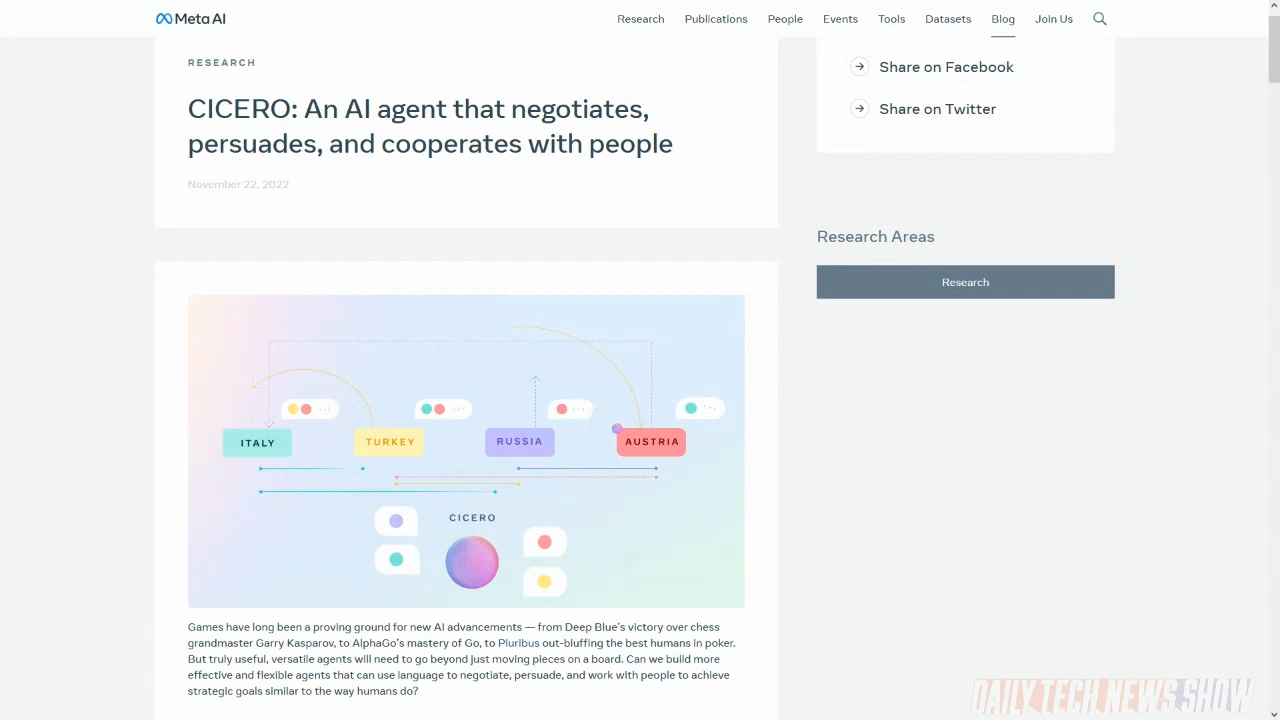 Meta AI
Research Publications People Events Tools Datasets Blog Join Us
RESEARCH
CICERO: An AI agent that negotiates,
persuades, and cooperates with people
November 22, 2022
Share on Facebook
Share on Twitter
Research Areas
Research
ITALY TURKEY RUSSIA AUSTRIA
CICERO
Games have long been a proving ground for new AI advancements — from Deep Blue's victory over chess
grandmaster Garry Kasparov, to AlphaGo's mastery of Go, to Pluribus out-bluffing the best humans in poker.
But truly useful, versatile agents will need to go beyond just moving pieces on a board. Can we build more
effective and flexible agents that can use language to negotiate, persuade, and work with people to achieve
strategic goals similar to the way humans do?
DAILY TECH NEWS SHOW